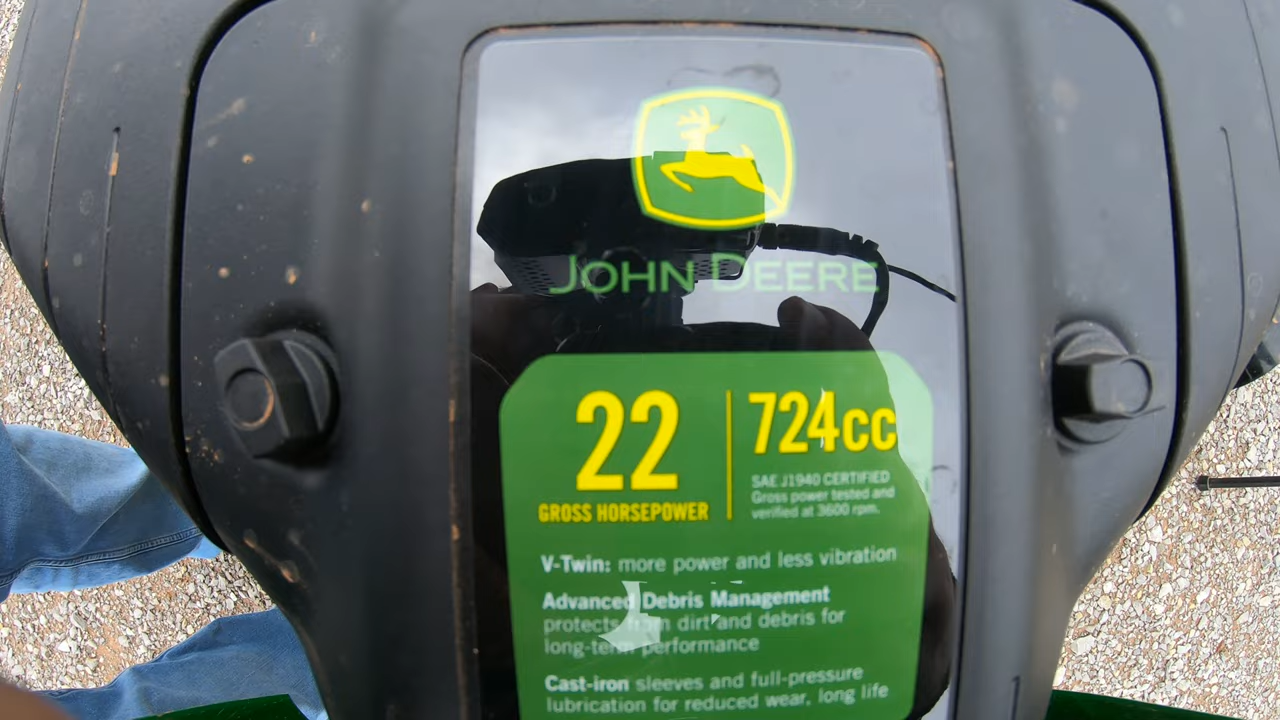 JOHN DEERE
22
GROSS HORSEPOWER
724cc
SAE J1940 CERTIFIED
Gross power tested and
verified at 3600 rpm.
V-Twin: more power and less vibration
Advanced Debris Management
protects from dirt and debris for
long-term performance
Cast-iron sleeves and full-pressure
lubrication for reduced wear, long life